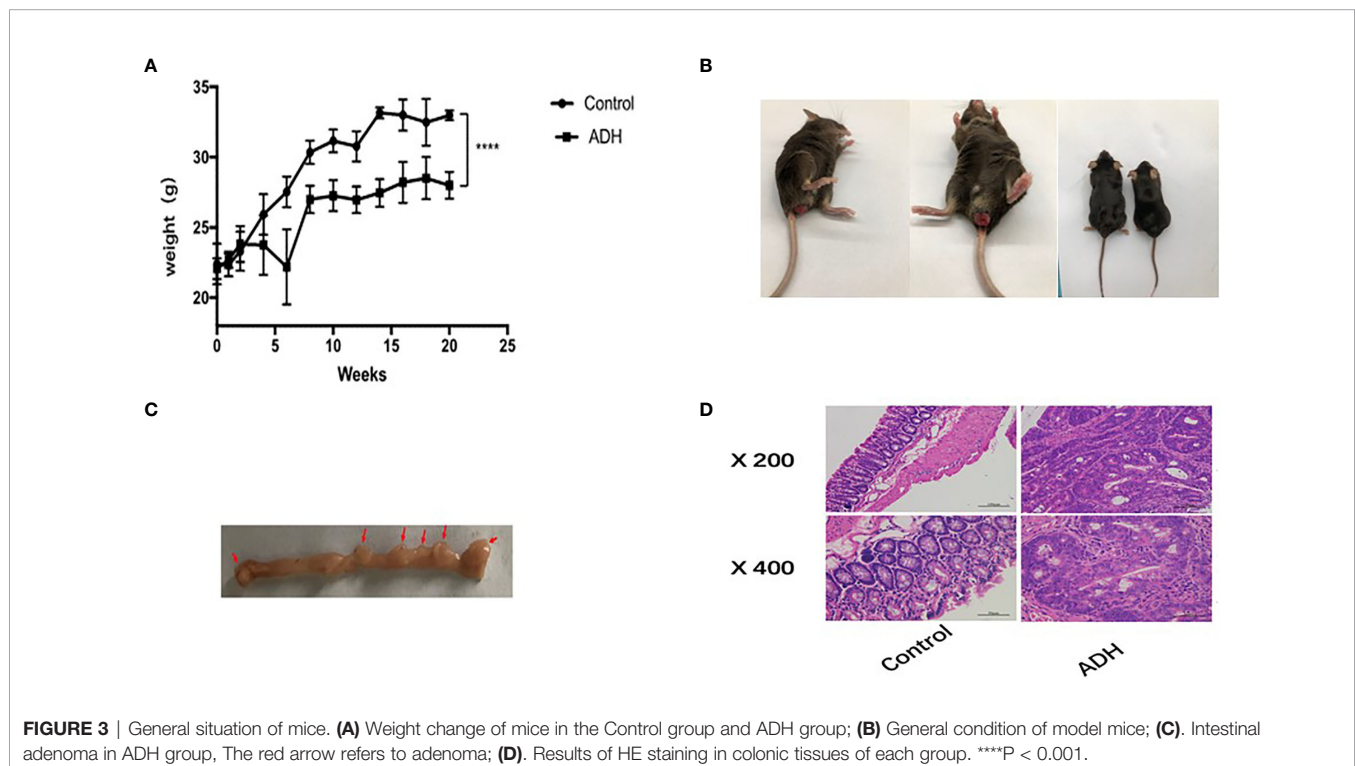 A
B
35
30
25
20
weight (g)
0 5 10 15 20 25
Weeks
Control
ADH
****
C
D
X 200
X 400
Control
ADH
FIGURE 3 | General situation of mice. (A) Weight change of mice in the Control group and ADH group; (B) General condition of model mice; (C). Intestinal
adenoma in ADH group, The red arrow refers to adenoma; (D). Results of HE staining in colonic tissues of each group. ****P < 0.001.